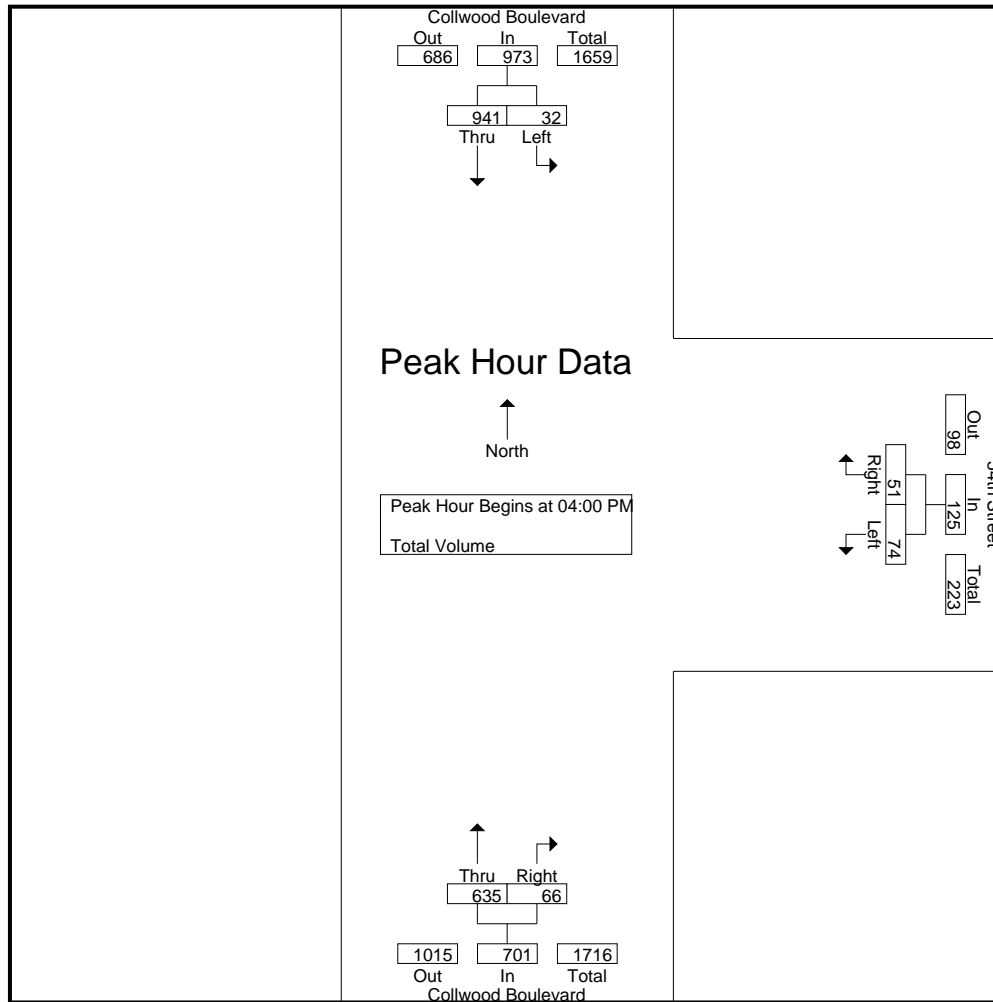 Collwood Boulevard
Out In Total
686 973 1659
941 32
Thru Left
Peak Hour Data
North
Peak Hour Begins at 04:00 PM
Total Volume
Street
Out In Total
98 125 223
51 74
Right Left
Thru Right
635 66
1015 701 1716
Out In Total
Collwood Boulevard